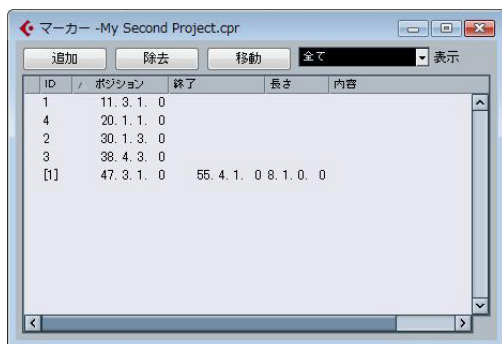 マーカー -My Second Project.cpr
追加 除去 移動 全て 表示
ID / ポジション 終了 長さ 内容
1 11. 3. 1. 0
4 20. 1. 1. 0
2 30. 1. 3. 0
3 38. 4. 3. 0
[1] 47. 3. 1. 0 55. 4. 1. 0 8. 1. 0. 0